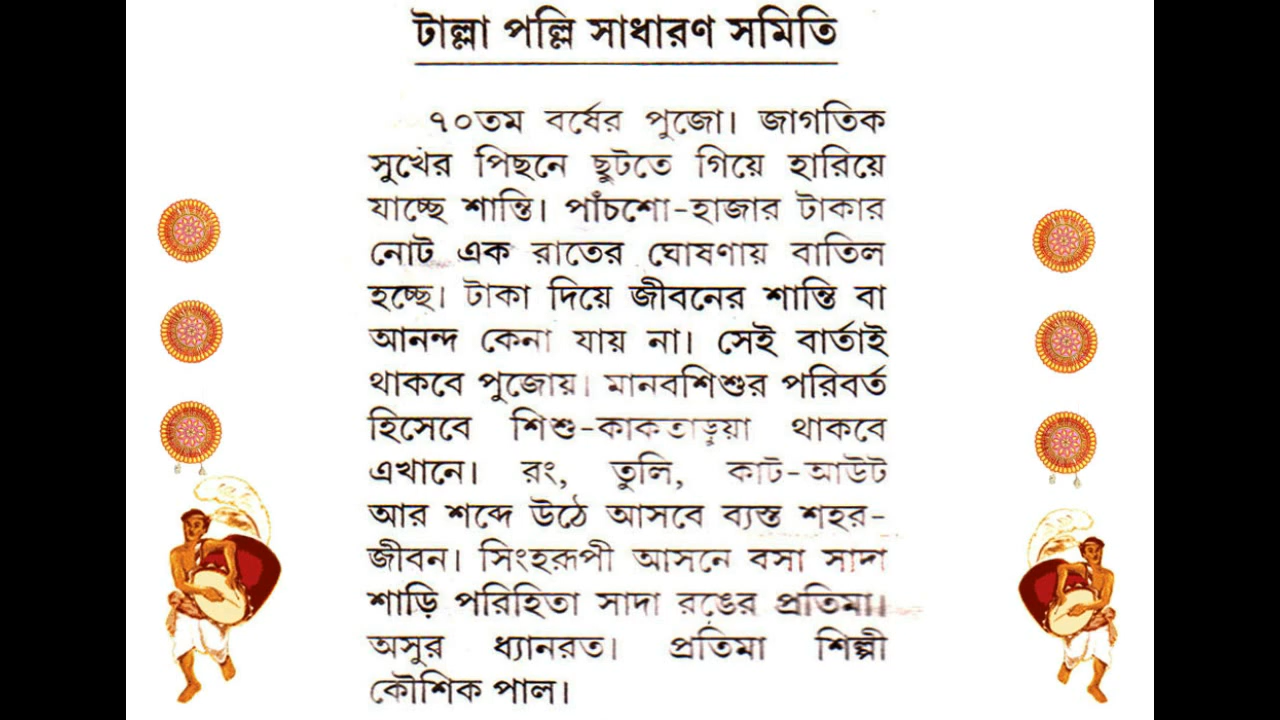 টাল্লা পল্লি সাধারণ সমিতি
৭০তম বর্ষের পুজো। জাগতিক
সুখের পিছনে ছুটতে গিয়ে হারিয়ে
যাচ্ছে শান্তি। পাঁচশো-হাজার টাকার
নোট এক রাতের ঘোষণায় বাতিল
হচ্ছে। টাকা দিয়ে জীবনের শান্তি বা
আনন্দ কেনা যায় না। সেই বার্তাই
থাকবে পুজোয়। মানবশিশুর পরিবর্ত
হিসেবে শিশু-কাকতাড়ুয়া থাকবে
এখানে। রং, তুলি, কাট-আউট
আর শব্দে উঠে আসবে ব্যস্ত শহর-
জীবন। সিংহরূপী আসনে বসা সাদা
শাড়ি পরিহিতা সাদা রঙের প্রতিমা।
অসুর ধ্যানরত। প্রতিমা শিল্পী
কৌশিক পাল।